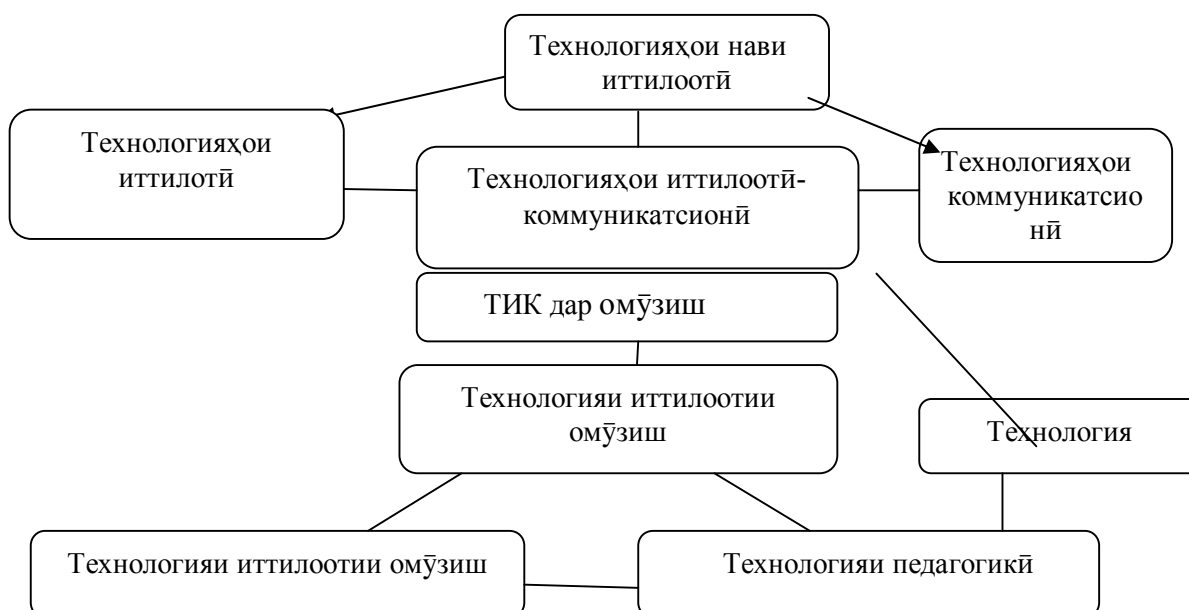 Технологияҳои нави
иттилоотӣ
Технологияҳои
иттилотӣ
Технологияҳои иттилоотӣ-
коммуникатсионӣ
Технологияҳои
коммуникатсио
нӣ
ТИК дар омӯзиш
Технологияи иттилоотии
омӯзиш
Технология
Технологияи иттилоотии омӯзиш
Технологияи педагогикӣ